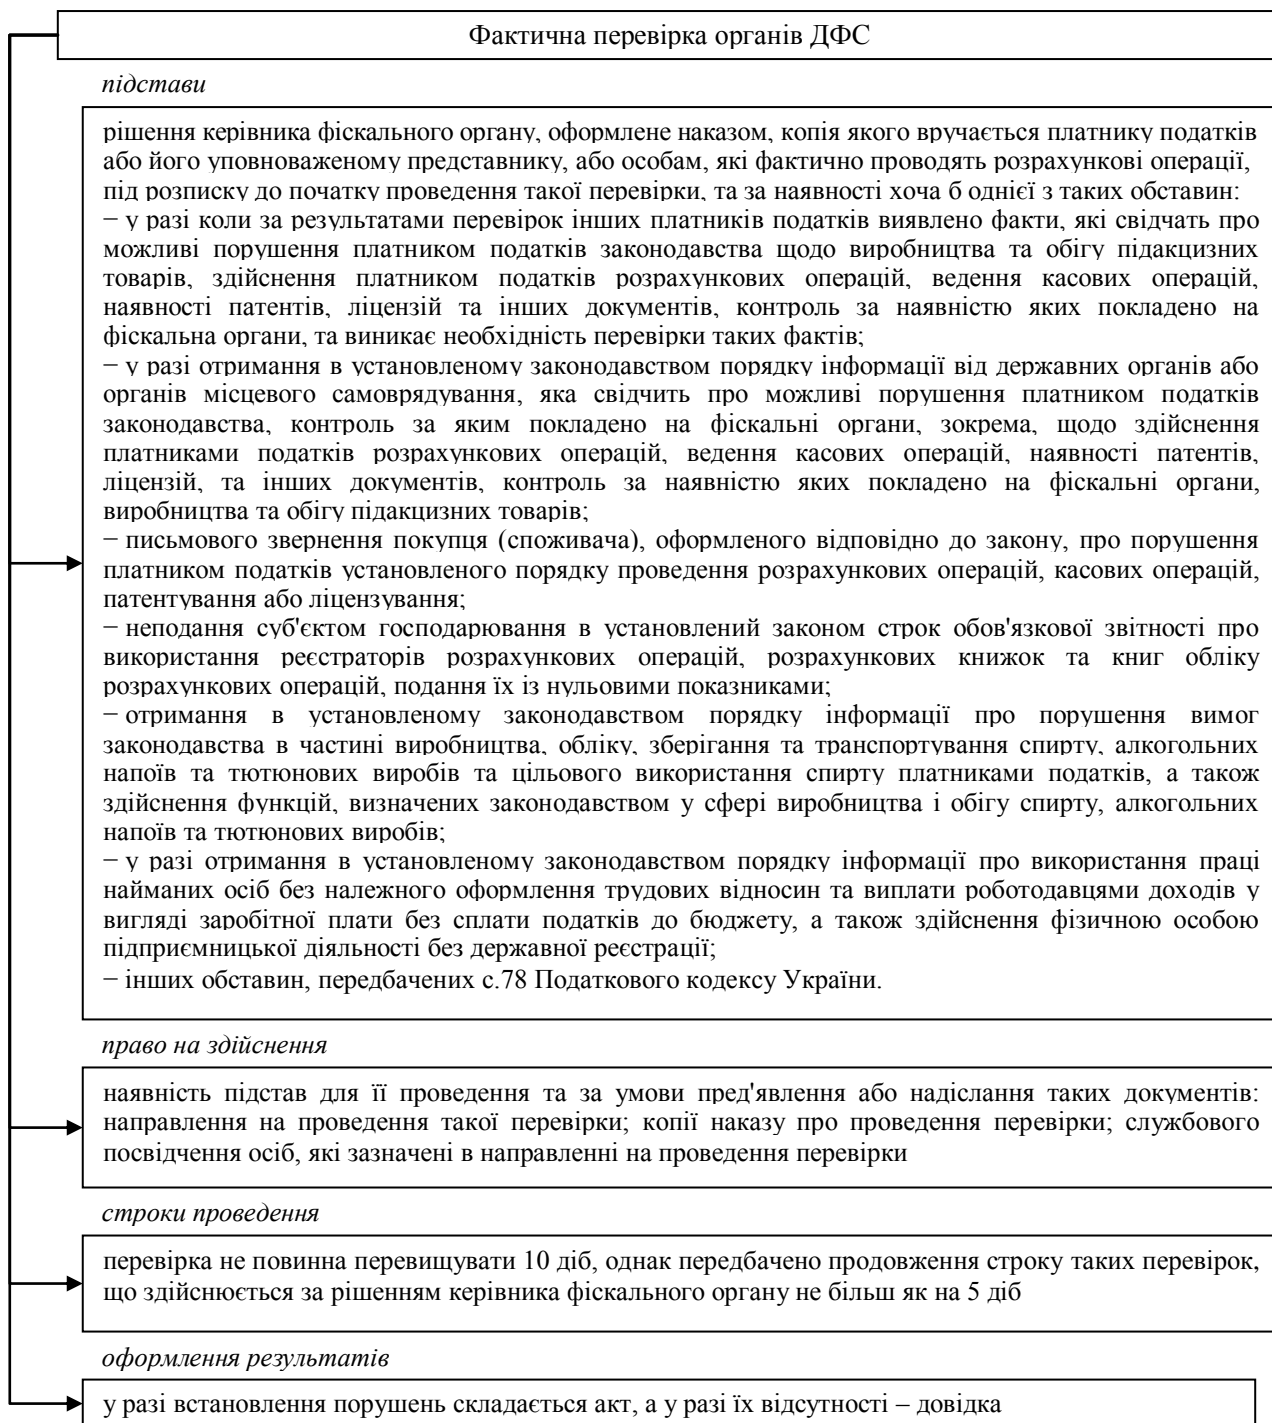 Фактична перевірка органів ДФС
підстави
рішення керівника фіскального органу, оформлене наказом, копія якого вручається платнику податків
або його уповноваженому представнику, або особам, які фактично проводять розрахункові операції,
під розписку до початку проведення такої перевірки, та за наявності хоча б однієї з таких обставин:
− у разі коли за результатами перевірок інших платників податків виявлено факти, які свідчать про
можливі порушення платником податків законодавства щодо виробництва та обігу підакцизних
товарів, здійснення платником податків розрахункових операцій, ведення касових операцій,
наявності патентів, ліцензій та інших документів, контроль за наявністю яких покладено на
фіскальна органи, та виникає необхідність перевірки таких фактів;
− у разі отримання в установленому законодавством порядку інформації від державних органів або
органів місцевого самоврядування, яка свідчить про можливі порушення платником податків
законодавства, контроль за яким покладено на фіскальні органи, зокрема, щодо здійснення
платниками податків розрахункових операцій, ведення касових операцій, наявності патентів,
ліцензій, та інших документів, контроль за наявністю яких покладено на фіскальні органи,
виробництва та обігу підакцизних товарів;
− письмового звернення покупця (споживача), оформленого відповідно до закону, про порушення
платником податків установленого порядку проведення розрахункових операцій, касових операцій,
патентування або ліцензування;
− неподання суб'єктом господарювання в установлений законом строк обов'язкової звітності про
використання реєстраторів розрахункових операцій, розрахункових книжок та книг обліку
розрахункових операцій, подання їх із нульовими показниками;
− отримання в установленому законодавством порядку інформації про порушення вимог
законодавства в частині виробництва, обліку, зберігання та транспортування спирту, алкогольних
напоїв та тютюнових виробів та цільового використання спирту платниками податків, а також
здійснення функцій, визначених законодавством у сфері виробництва і обігу спирту, алкогольних
напоїв та тютюнових виробів;
− у разі отримання в установленому законодавством порядку інформації про використання праці
найманих осіб без належного оформлення трудових відносин та виплати роботодавцями доходів у
вигляді заробітної плати без сплати податків до бюджету, а також здійснення фізичною особою
підприємницької діяльності без державної реєстрації;
− інших обставин, передбачених с.78 Податкового кодексу України.
право на здійснення
наявність підстав для її проведення та за умови пред'явлення або надіслання таких документів:
направлення на проведення такої перевірки; копії наказу про проведення перевірки; службового
посвідчення осіб, які зазначені в направленні на проведення перевірки
строки проведення
перевірка не повинна перевищувати 10 діб, однак передбачено продовження строку таких перевірок,
що здійснюється за рішенням керівника фіскального органу не більш як на 5 діб
оформлення результатів
у разі встановлення порушень складається акт, а у разі їх відсутності – довідка